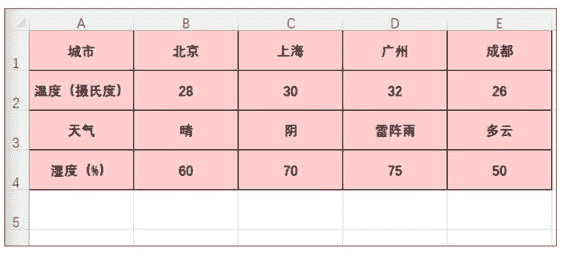 A B C D E
1 城市 北京 上海 广州 成都
2 温度（摄氏度） 28 30 32 26
3 天气 晴 阴 雷阵雨 多云
4 湿度（%） 60 70 75 50
5